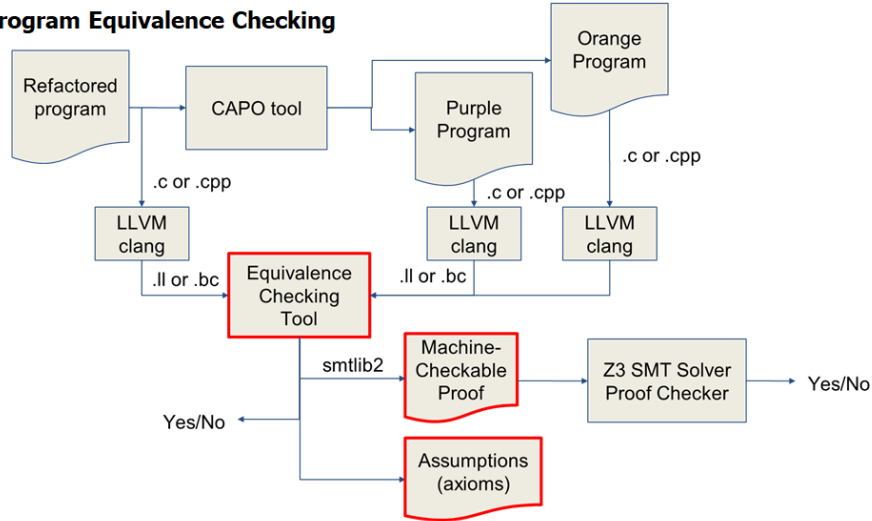 rogram Equivalence Checking
Refactored
program
CAPO tool
Purple
Program
Orange
Program
.c or .cpp
.c or .cpp
.c or .cpp
LLVM
clang
LLVM
clang
LLVM
clang
.ll or .bc
Equivalence
Checking
Tool
.ll or .bc
smtlib2
Machine-
Checkable
Proof
Z3 SMT Solver
Proof Checker
Yes/No
Yes/No
Assumptions
(axioms)